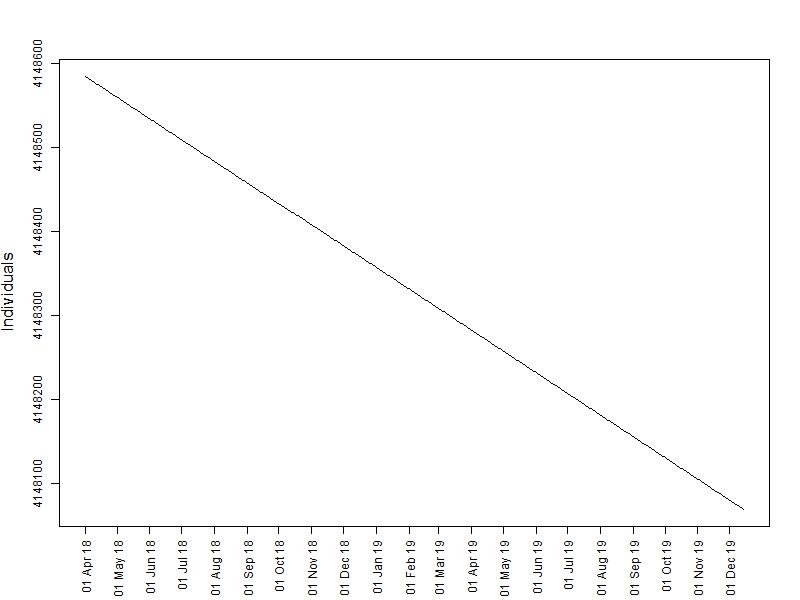 Individuals
4148600
4148500
4148400
4148300
4148200
4148100
01 Apr 18
01 May 18
01 Jun 18
01 Jul 18
01 Aug 18
01 Sep 18
01 Oct 18
01 Nov 18
01 Dec 18
01 Jan 19
01 Feb 19
01 Mar 19
01 Apr 19
01 May 19
01 Jun 19
01 Jul 19
01 Aug 19
01 Sep 19
01 Oct 19
01 Nov 19
01 Dec 19